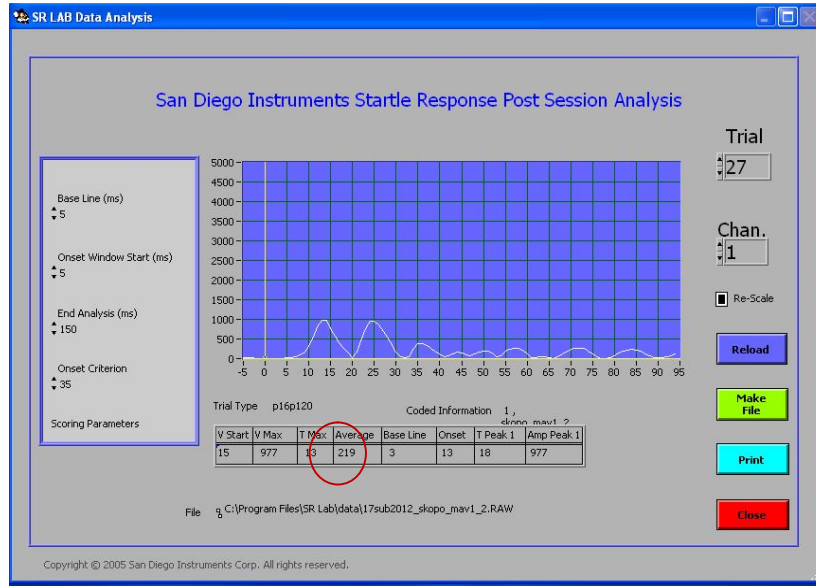 SR LAB Data Analysis
San Diego Instruments Startle Response Post Session Analysis
Trial
27
Chan.
1
Re-Scale
Reload
Make
File
Print
Close
Base Line (ms)
5
Onset Window Start (ms)
5
End Analysis (ms)
150
Onset Criterion
35
Scoring Parameters
5000
4500
4000
3500
3000
2500
2000
1500
1000
500
0
-5 0 5 10 15 20 25 30 35 40 45 50 55 60 65 70 75 80 85 90 95
Trial Type p16p120
Coded Information 1 ,
skopo_mav1_2
V Start V Max T Max Average Base Line Onset T Peak 1 Amp Peak 1
15 977 13 219 3 13 18 977
File C:\Program Files\SR Lab\data\17sub2012_skopo_mav1_2.RAW
Copyright © 2005 San Diego Instruments Corp. All rights reserved.